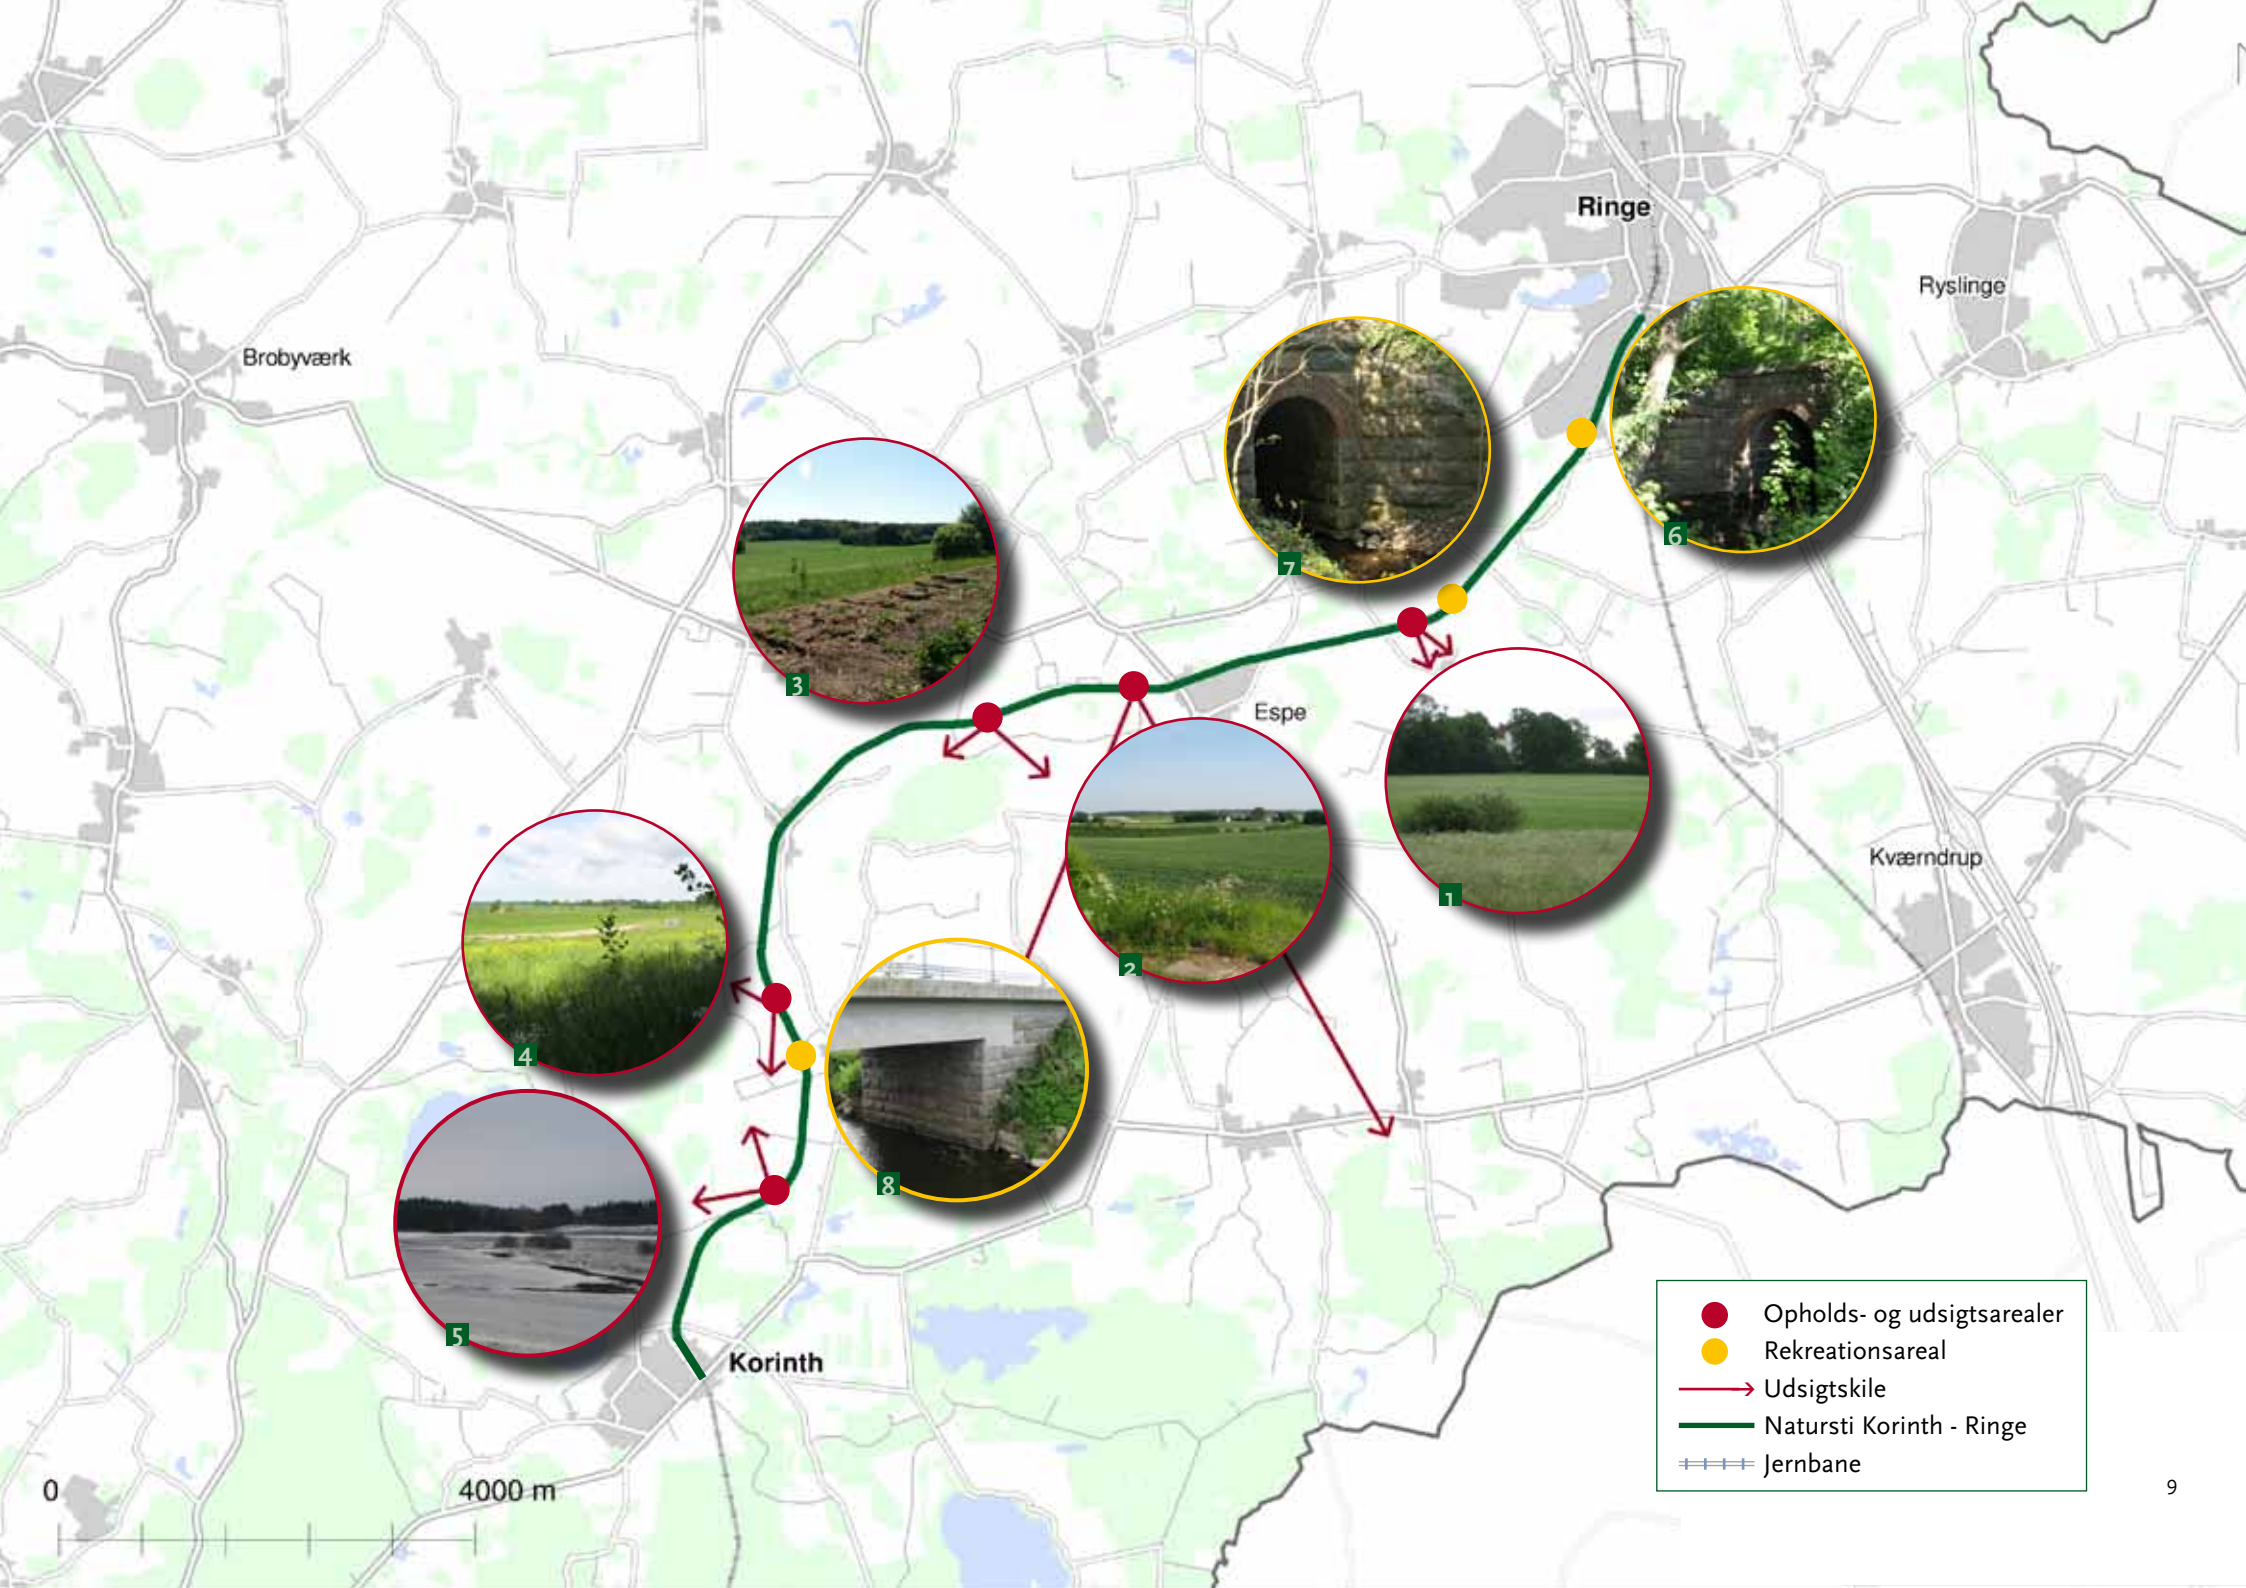 Ringe
Ryslinge
Brobyværk
7
6
3
Espe
1
Kværndrup
2
4
8
5
Korinth
Opholds- og udsigtsarealer
Rekreationsareal
Udsigtskile
Natursti Korinth - Ringe
Jernbane
0
4000 m
9